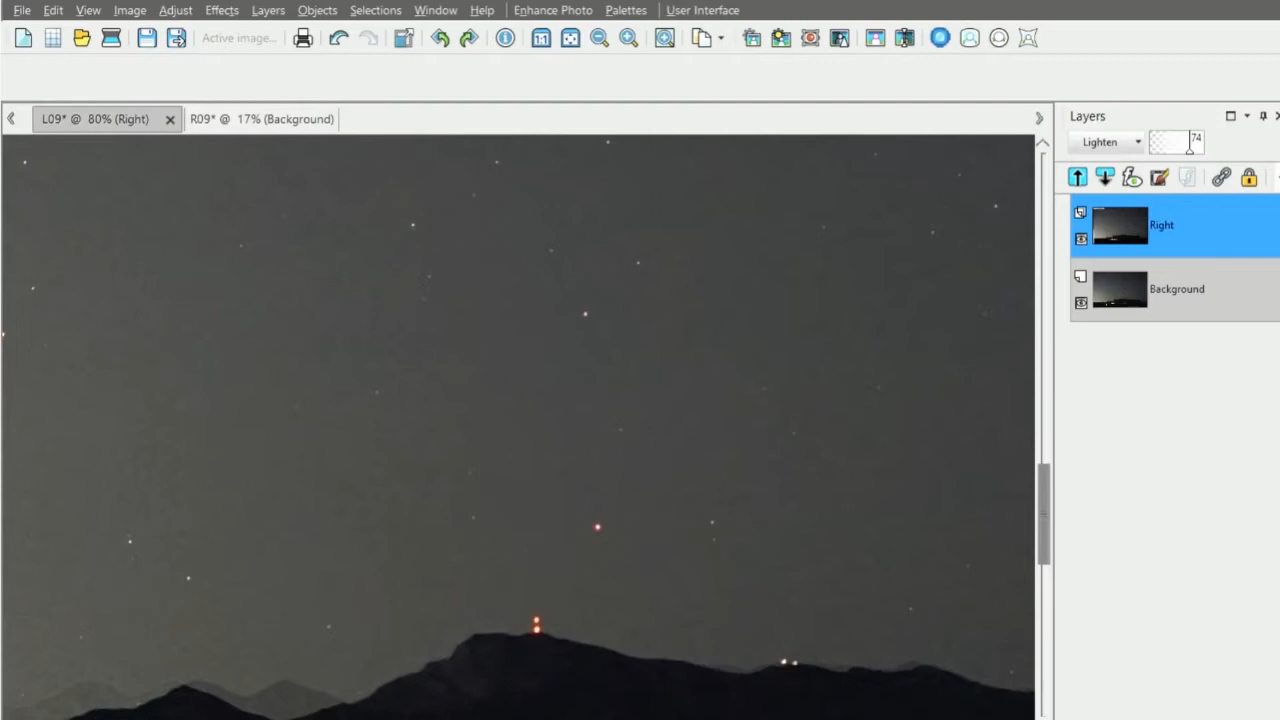 File Edit View Image Adjust Effects Layers Objects Selections Window Help Enhance Photo Palettes User Interface
Active image...
L09* @ 80% (Right) R09* @ 17% (Background)
Layers
Lighten 74
Right
Background